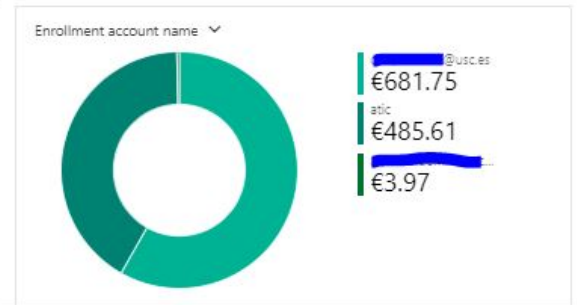 Enrollment account name
@usc.es
€681.75
atic
€485.61
€3.97